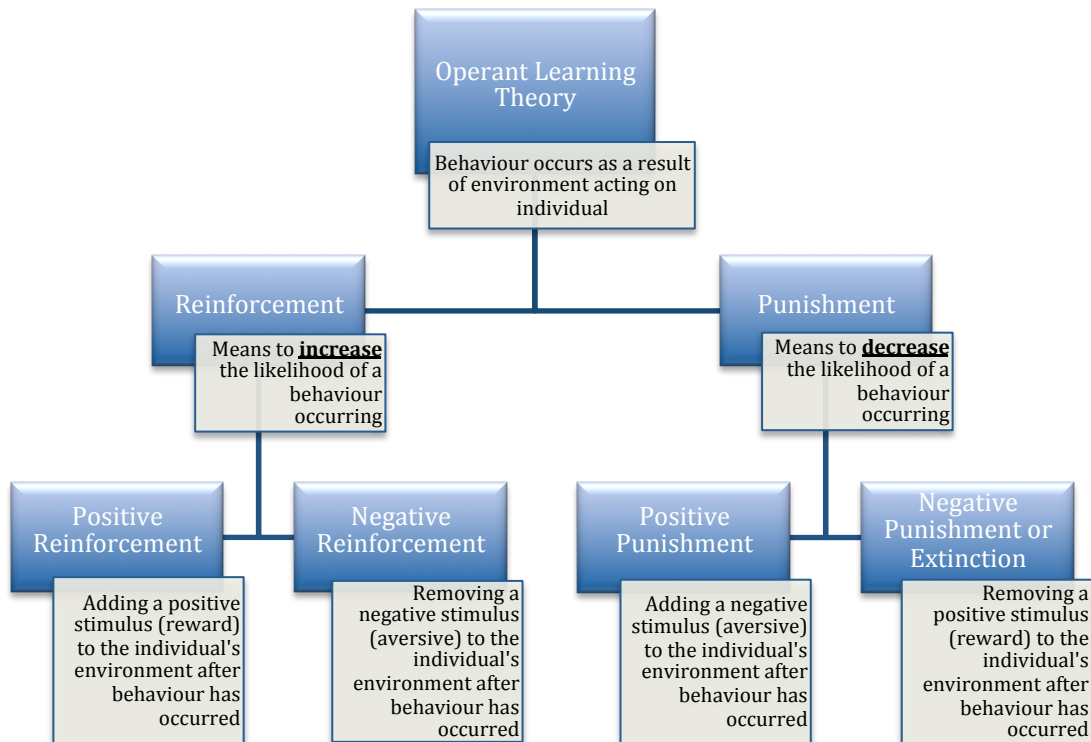 Operant Learning
Theory
Behaviour occurs as a result
of environment acting on
individual
Reinforcement
Means to increase
the likelihood of a
behaviour
occurring
Punishment
Means to decrease
the likelihood of a
behaviour
occurring
Positive
Reinforcement
Adding a positive
stimulus (reward)
to the individual's
environment after
behaviour has
occurred
Negative
Reinforcement
Removing a
negative stimulus
(aversive) to the
individual's
environment after
behaviour has
occurred
Positive
Punishment
Adding a negative
stimulus (aversive)
to the individual's
environment after
behaviour has
occurred
Negative
Punishment or
Extinction
Removing a
positive stimulus
(reward) to the
individual's
environment after
behaviour has
occurred